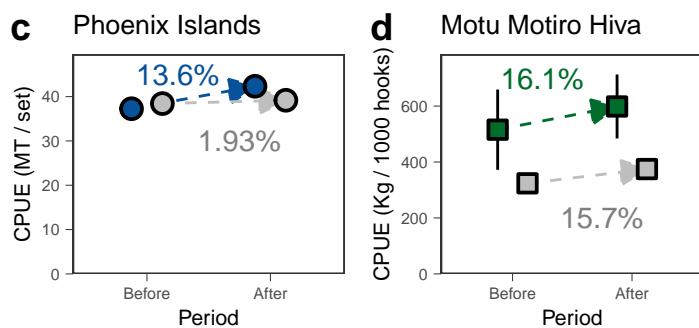 c Phoenix Islands
13.6%
1.93%
CPUE (MT / set)
40
30
20
10
0
Before After
Period
d Motu Motiro Hiva
16.1%
15.7%
CPUE (Kg / 1000 hooks)
600
400
200
0
Before After
Period